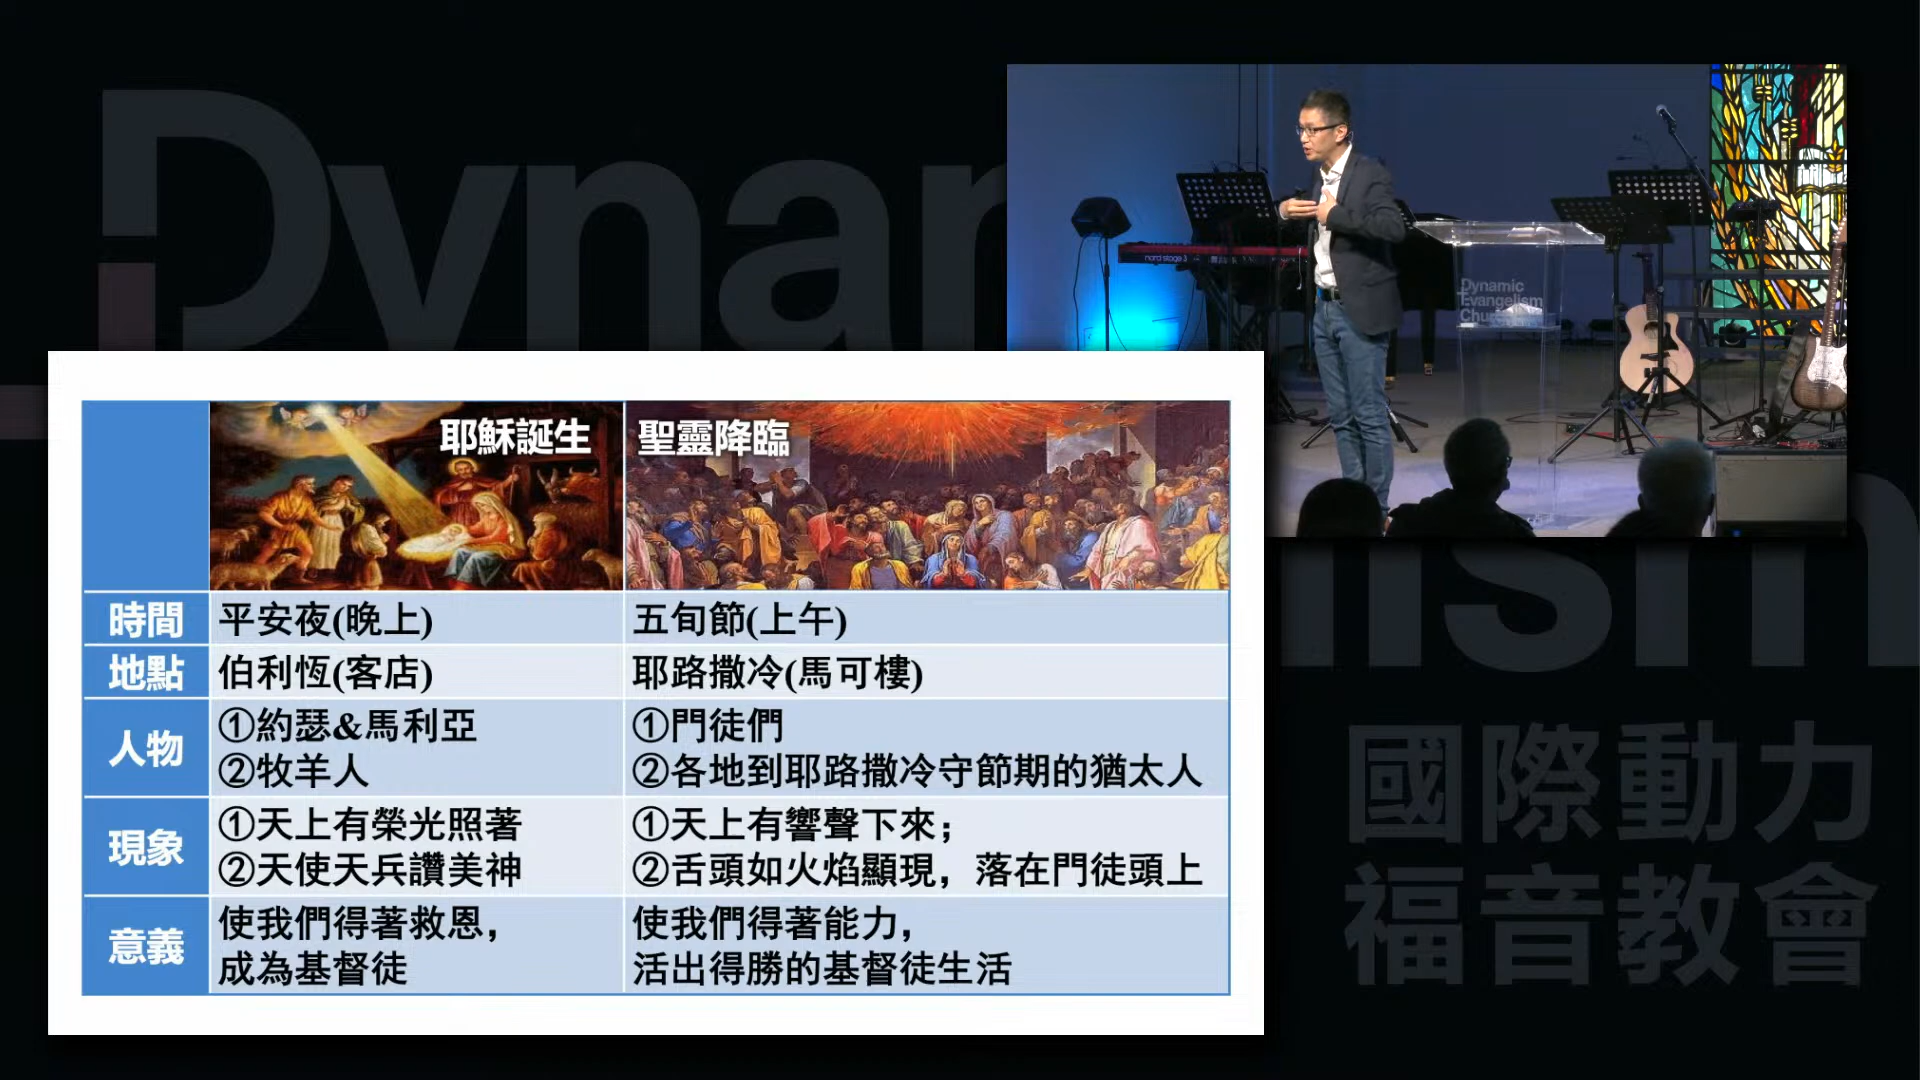 Dynam
ism
國際動力
福音教會
nord stage 3
Dynamic
Evangelism
Church
耶穌誕生
聖靈降臨
時間
平安夜(晚上)
五旬節(上午)
地點
伯利恆(客店)
耶路撒冷(馬可樓)
人物
①約瑟&馬利亞
②牧羊人
①門徒們
②各地到耶路撒冷守節期的猶太人
現象
①天上有榮光照著
②天使天兵讚美神
①天上有響聲下來；
②舌頭如火焰顯現，落在門徒頭上
意義
使我們得著救恩，
成為基督徒
使我們得著能力，
活出得勝的基督徒生活